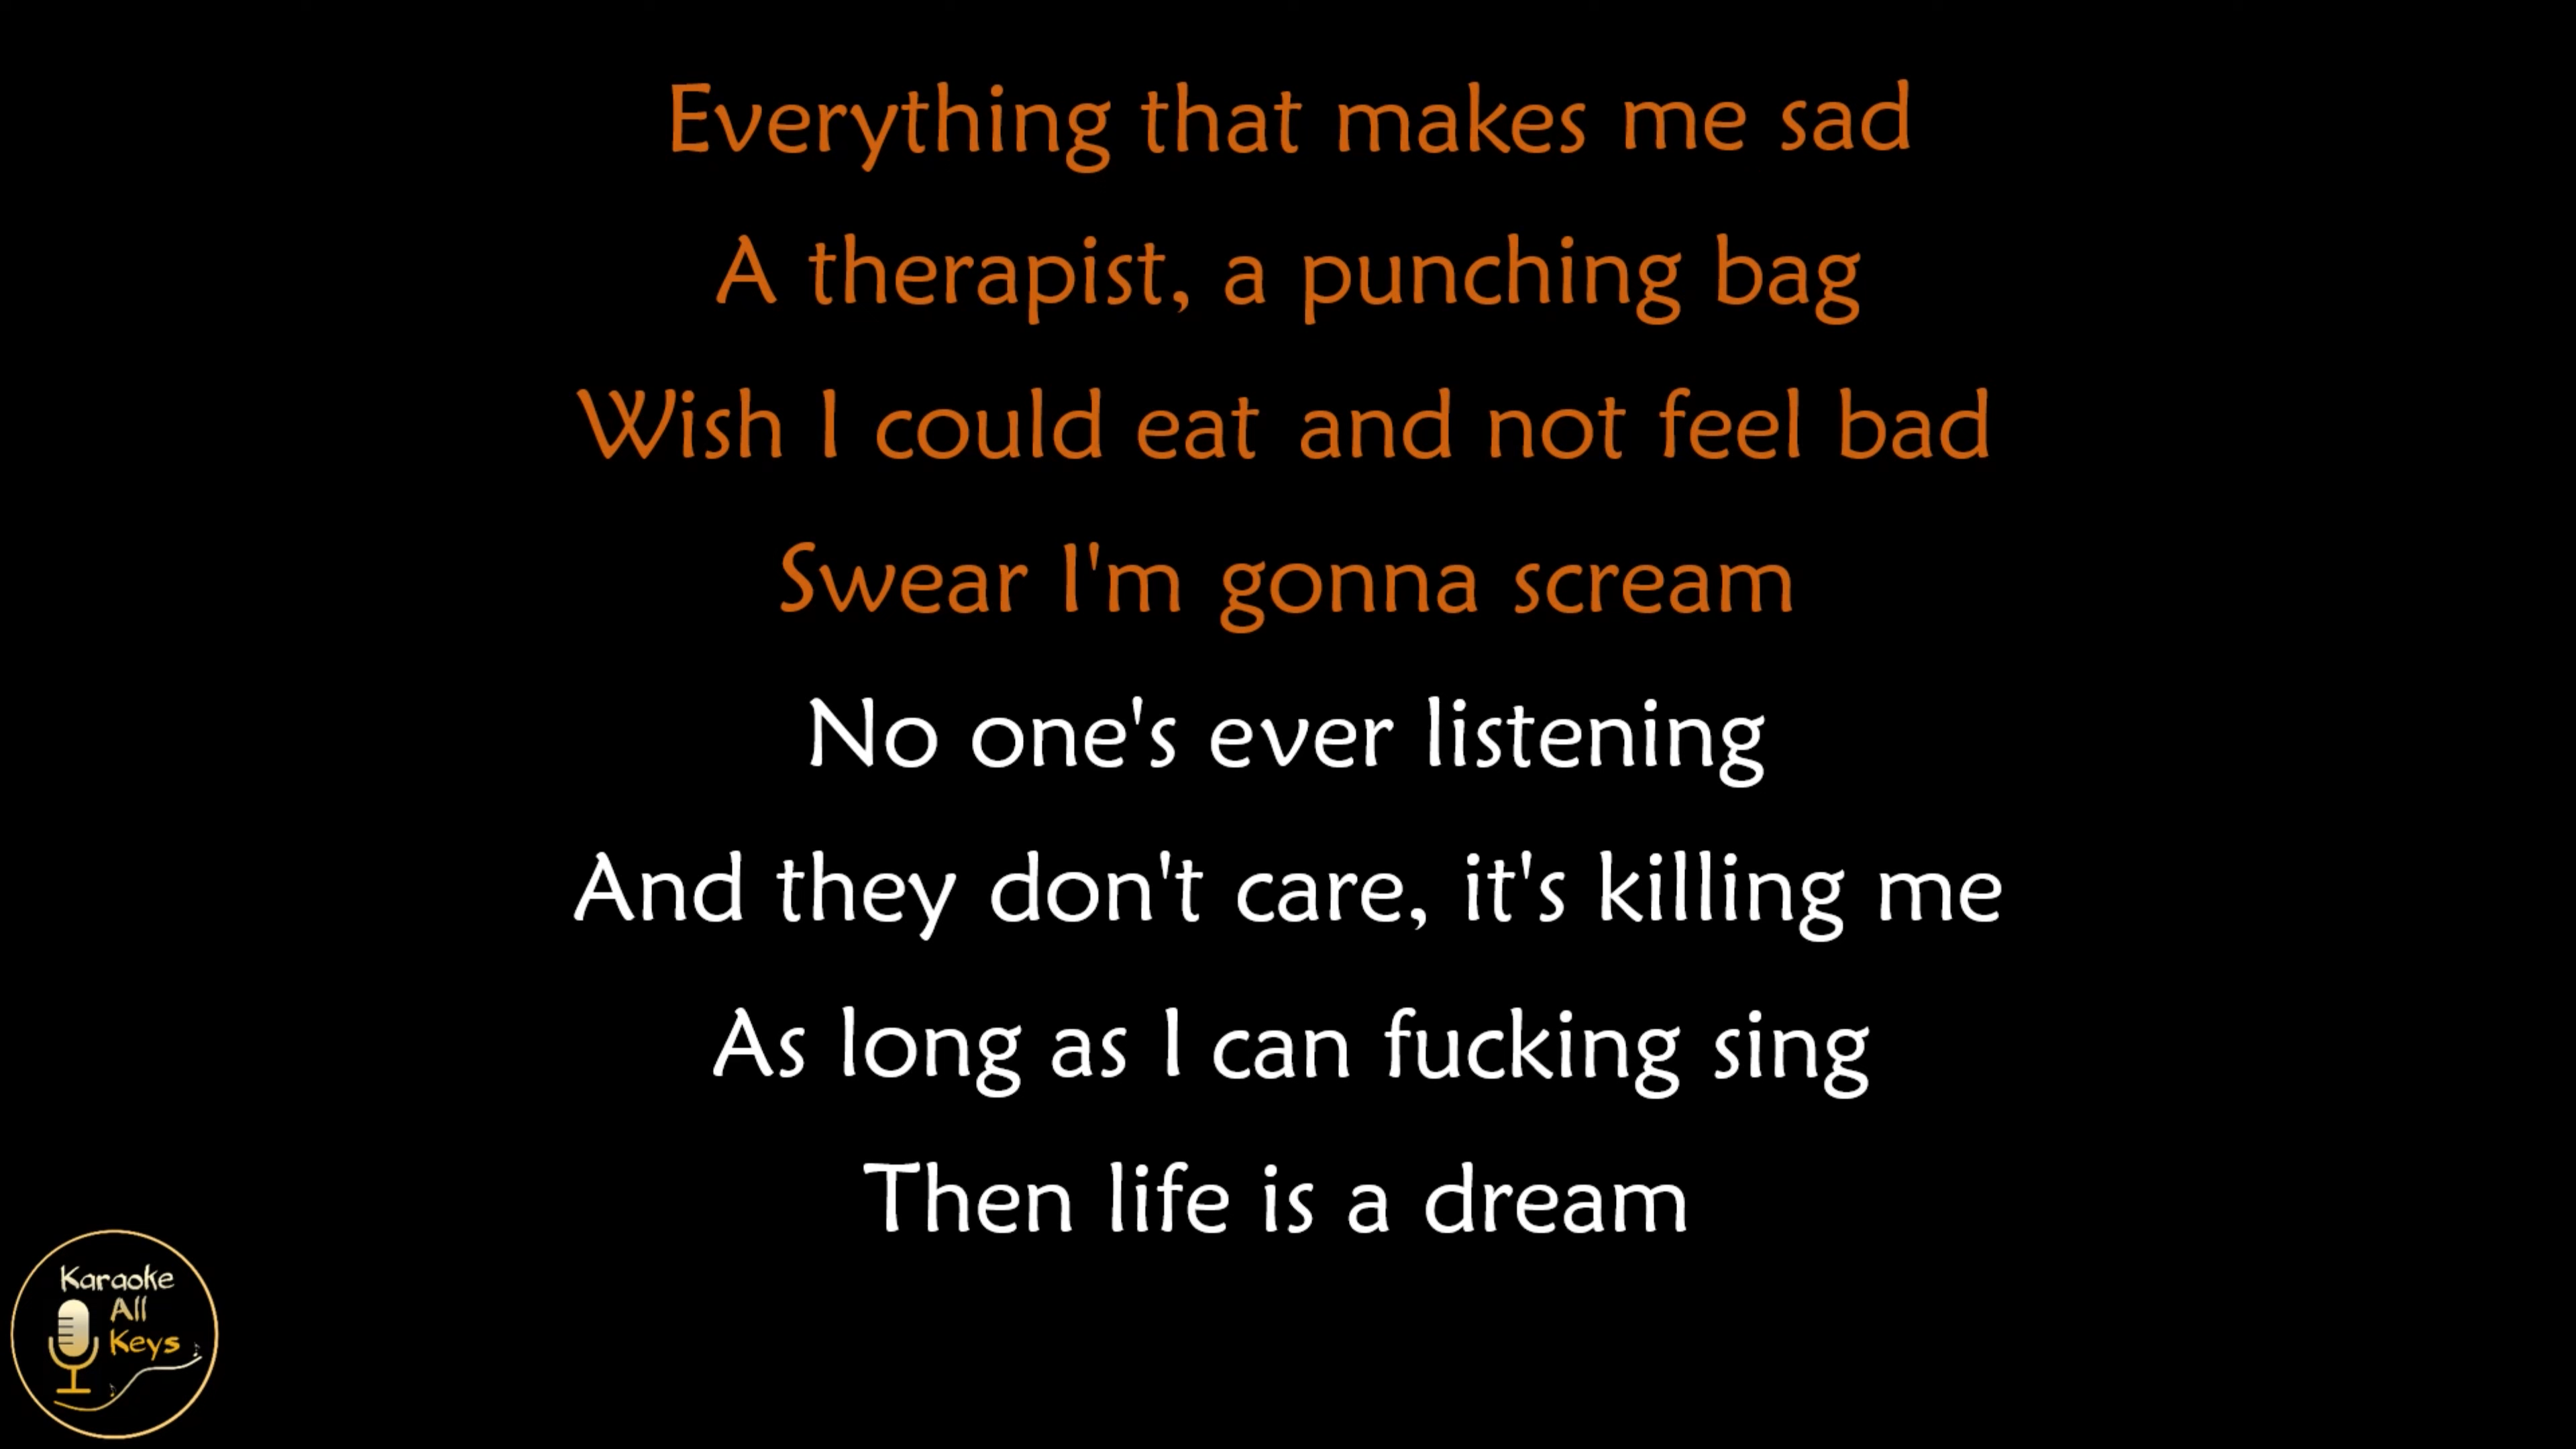 Everything that makes me sad
A therapist, a punching bag
Wish I could eat and not feel bad
Swear I'm gonna scream
No one's ever listening
And they don't care, it's killing me
As long as I can fucking sing
Then life is a dream
Karaoke
All
Keys